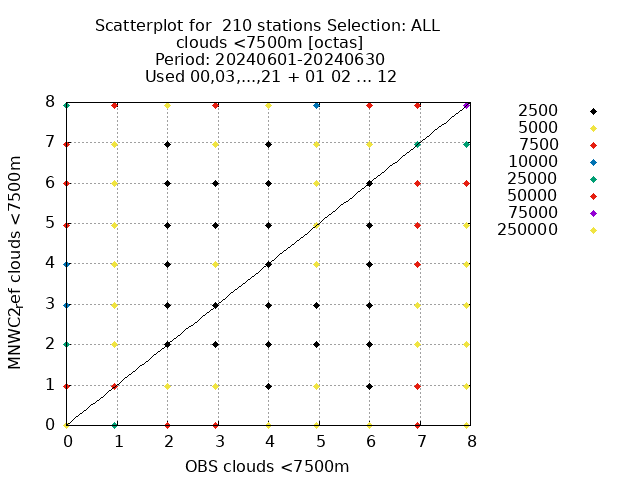 Scatterplot for  210 stations Selection: ALL
clouds <7500m [octas]
Period: 20240601-20240630
Used 00,03,...,21 + 01 02 ... 12
8
7
6
5
4
3
2
1
0
0 1 2 3 4 5 6 7 8
OBS clouds <7500m
MNWC2ref clouds <7500m
2500
5000
7500
10000
25000
50000
75000
250000